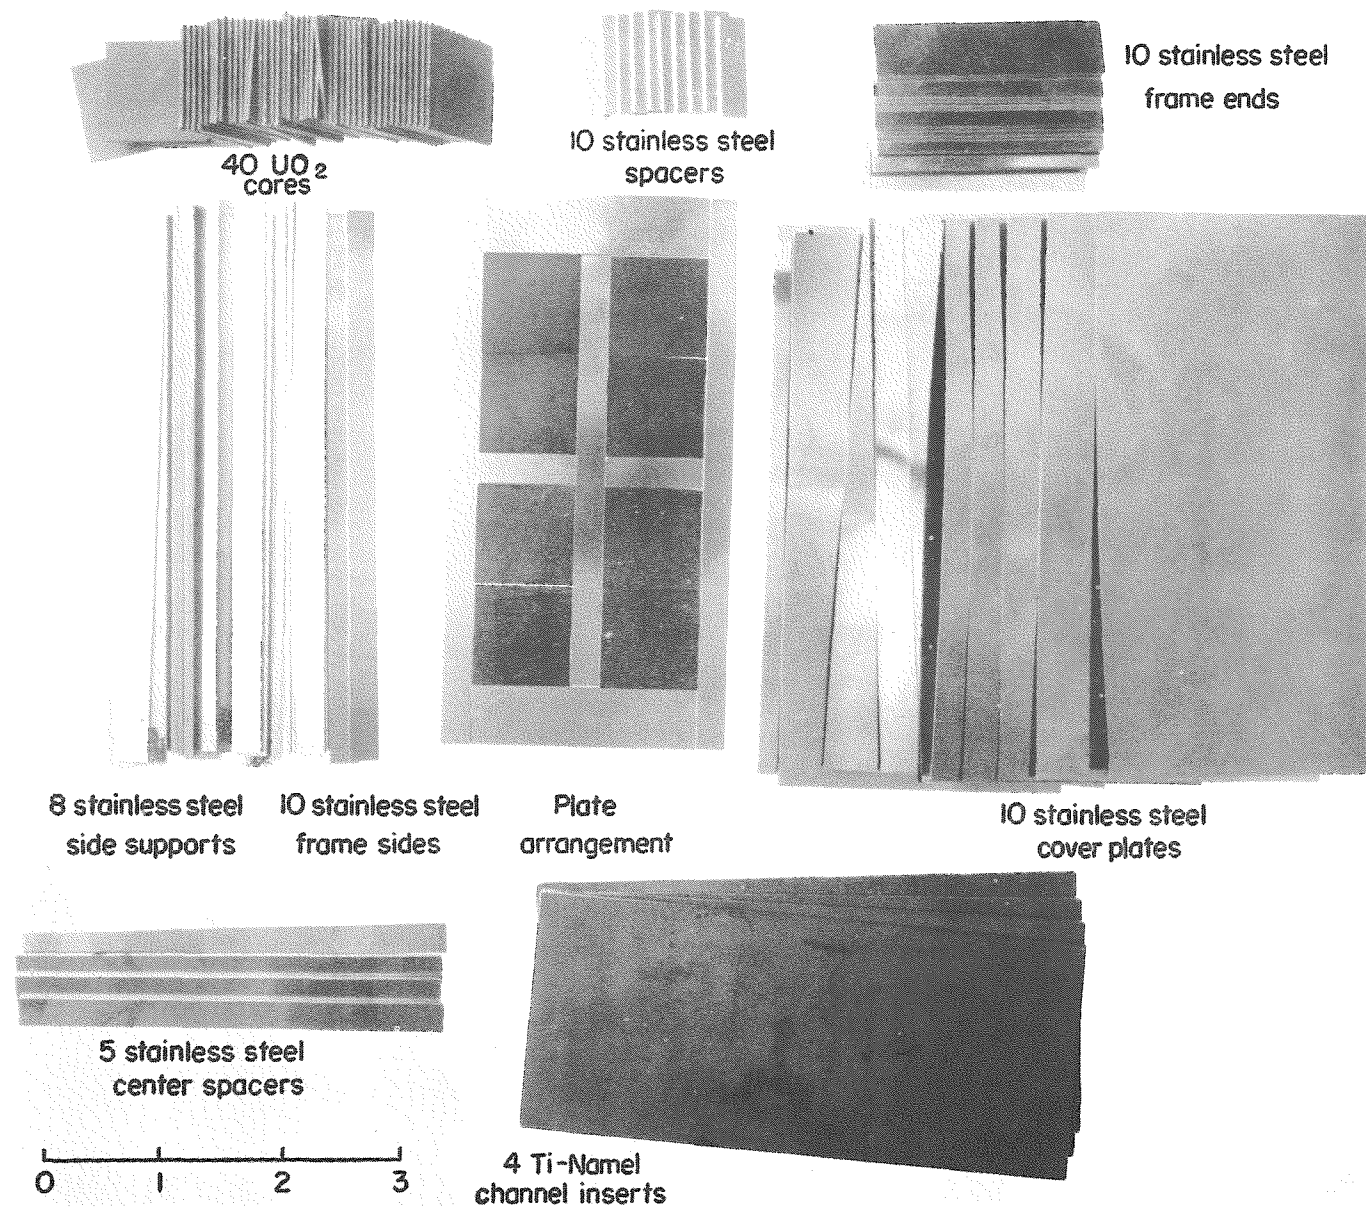 40 UO₂
cores
10 stainless steel
spacers
10 stainless steel
frame ends
8 stainless steel
side supports
10 stainless steel
frame sides
Plate
arrangement
10 stainless steel
cover plates
5 stainless steel
center spacers
0 1 2 3
4 Ti-Namel
channel inserts